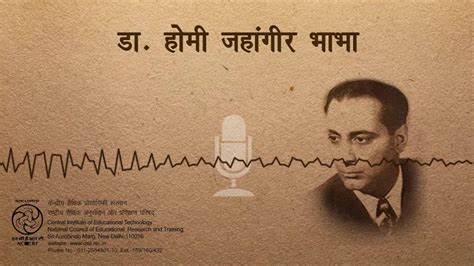 डा. होमी जहांगीर भाभा
केन्द्रीय शैक्षिक प्रौद्योगिकी संस्थान
राष्ट्रीय शैक्षिक अनुसंधान और प्रशिक्षण परिषद
Central Institute of Educational Technology
National Council of Educational Research and Training
Sri Aurobindo Marg, New Delhi-110016